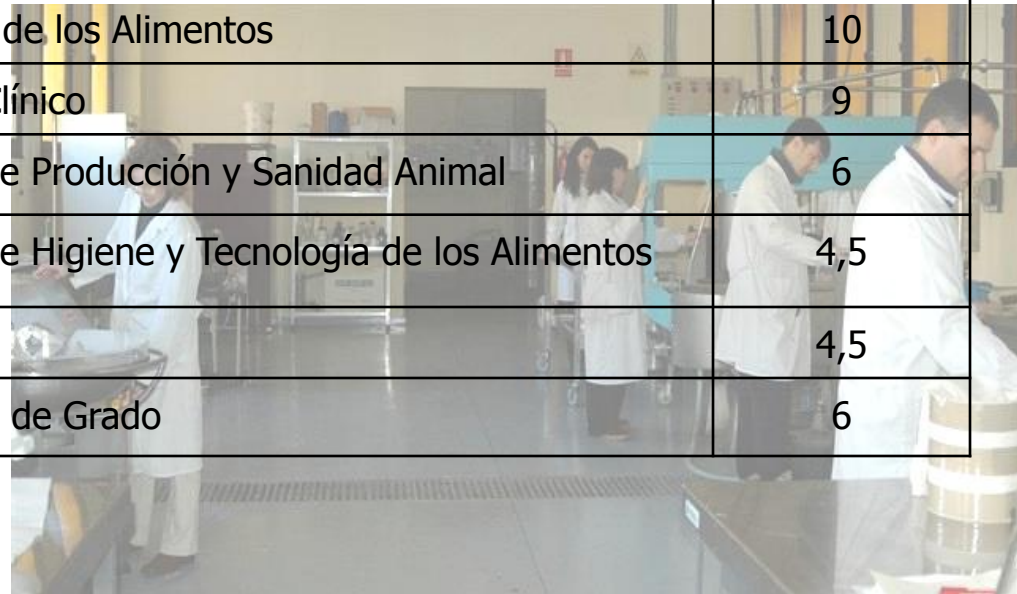 de los Alimentos 10
línico 9
e Producción y Sanidad Animal 6
e Higiene y Tecnología de los Alimentos 4,5
4,5
de Grado 6